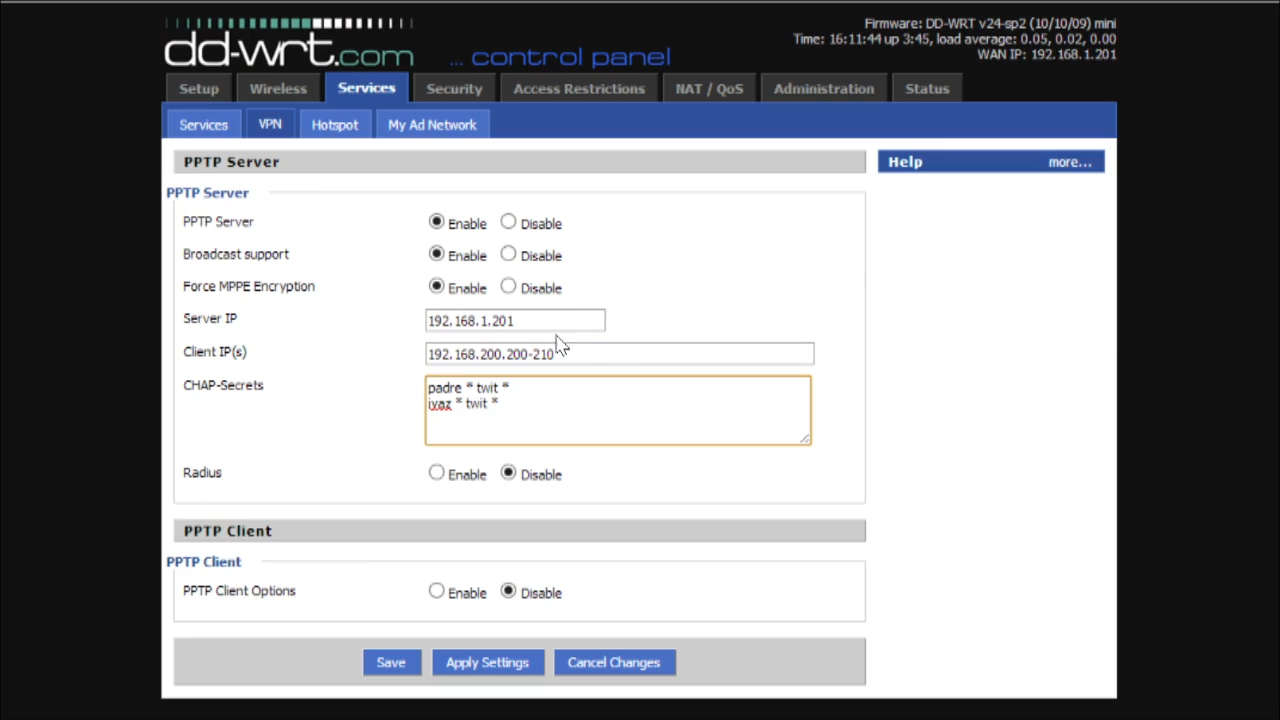 Firmware: DD-WRT v24-sp2 (10/10/09) mini
Time: 16:11:44 up 3:45, load average: 0.05, 0.02, 0.00
WAN IP: 192.168.1.201
dd-wrt.com ... control panel
Setup Wireless Services Security Access Restrictions NAT / QoS Administration Status
Services VPN Hotspot My Ad Network
PPTP Server
Help more...
PPTP Server
PPTP Server Enable Disable
Broadcast support Enable Disable
Force MPPE Encryption Enable Disable
Server IP 192.168.1.201
Client IP(s) 192.168.200.200-210
CHAP-Secrets padre * twit *
iyaz * twit *
Radius Enable Disable
PPTP Client
PPTP Client
PPTP Client Options Enable Disable
Save Apply Settings Cancel Changes